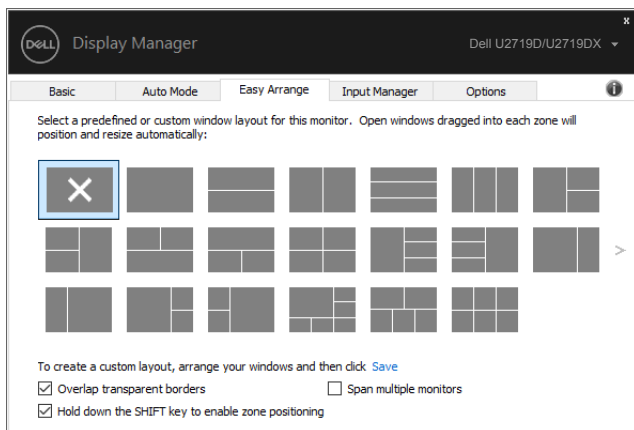 x
DELL Display Manager Dell U2719D/U2719DX
Basic Auto Mode Easy Arrange Input Manager Options
Select a predefined or custom window layout for this monitor. Open windows dragged into each zone will
position and resize automatically:
>
To create a custom layout, arrange your windows and then click Save
Overlap transparent borders Span multiple monitors
Hold down the SHIFT key to enable zone positioning